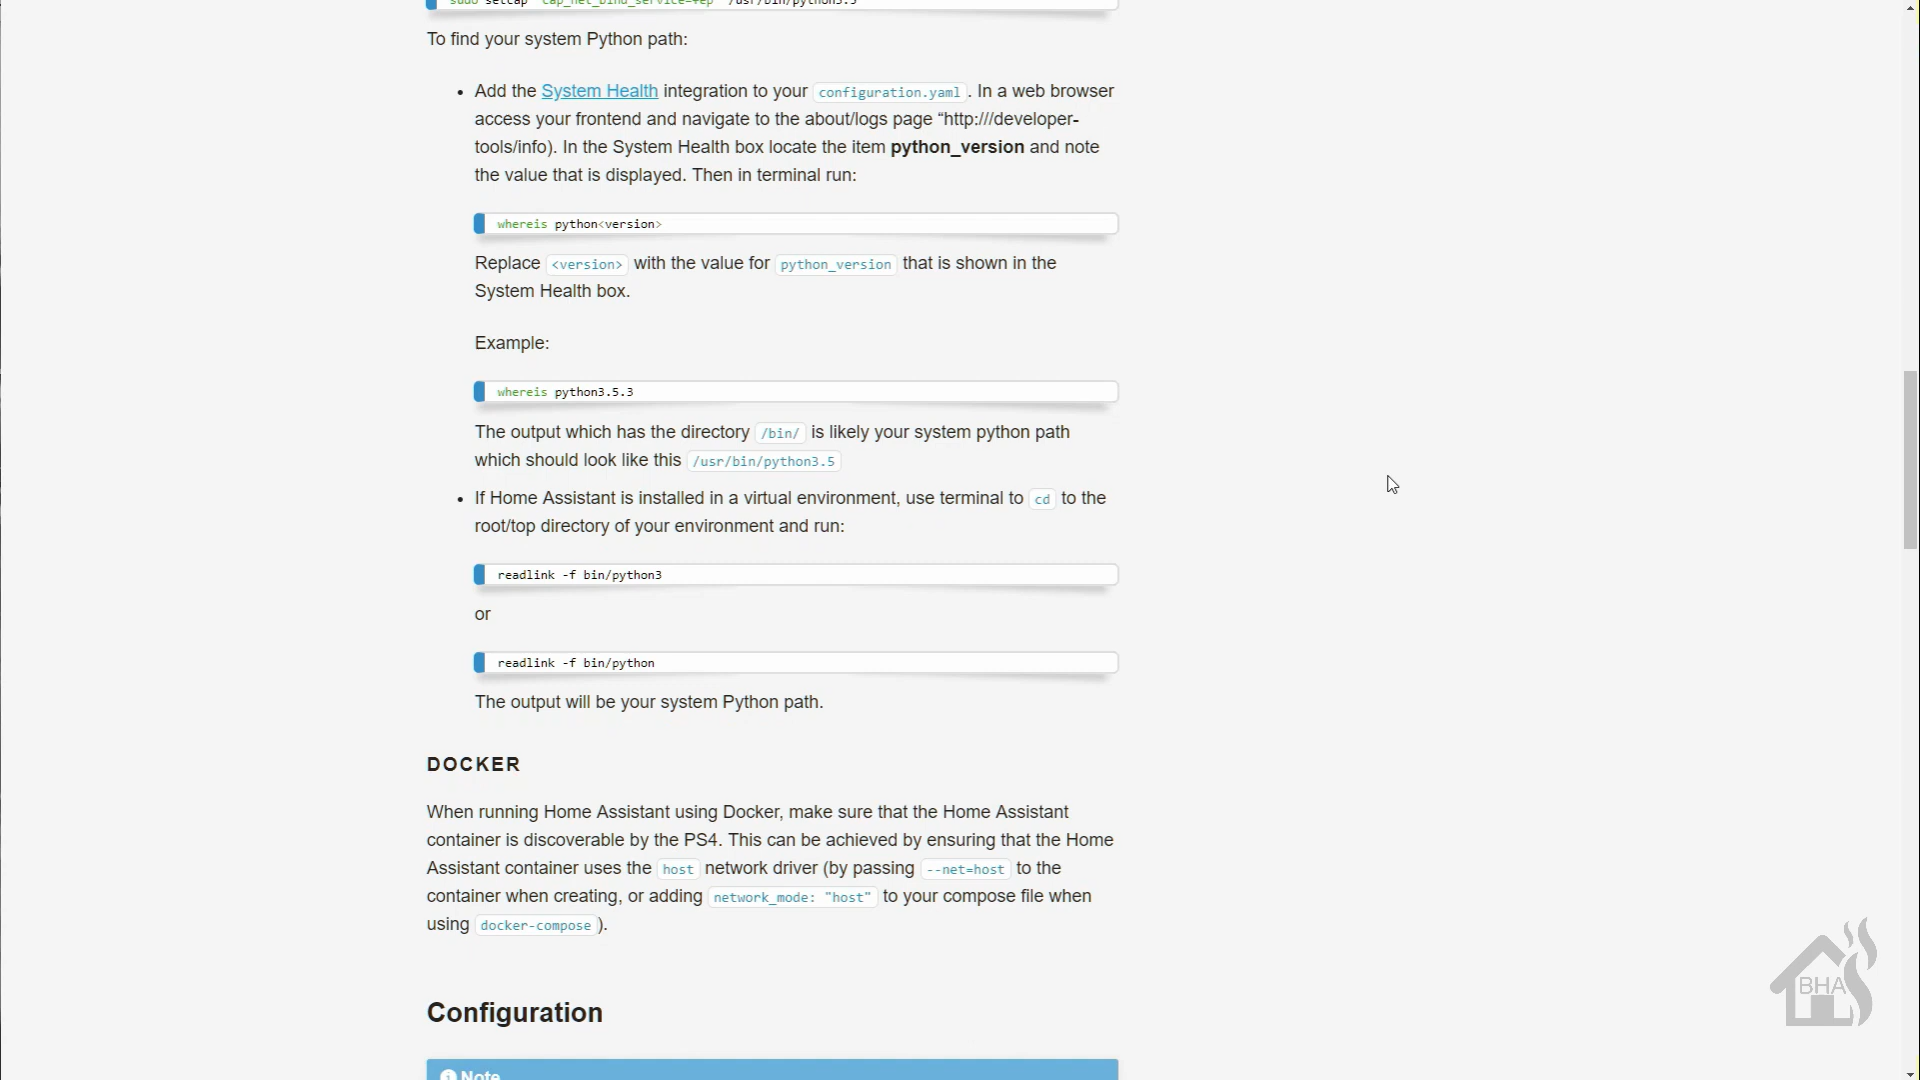 sudo setcap 'cap_net_bind_service=+ep' /usr/bin/python3.5
To find your system Python path:
Add the System Health integration to your configuration.yaml. In a web browser
access your frontend and navigate to the about/logs page “http:///developer-
tools/info). In the System Health box locate the item python_version and note
the value that is displayed. Then in terminal run:
whereis python<version>
Replace <version> with the value for python_version that is shown in the
System Health box.
Example:
whereis python3.5.3
The output which has the directory /bin/ is likely your system python path
which should look like this /usr/bin/python3.5
If Home Assistant is installed in a virtual environment, use terminal to cd to the
root/top directory of your environment and run:
readlink -f bin/python3
or
readlink -f bin/python
The output will be your system Python path.
DOCKER
When running Home Assistant using Docker, make sure that the Home Assistant
container is discoverable by the PS4. This can be achieved by ensuring that the Home
Assistant container uses the host network driver (by passing --net=host to the
container when creating, or adding network_mode: "host" to your compose file when
using docker-compose).
BHA
Configuration
Note